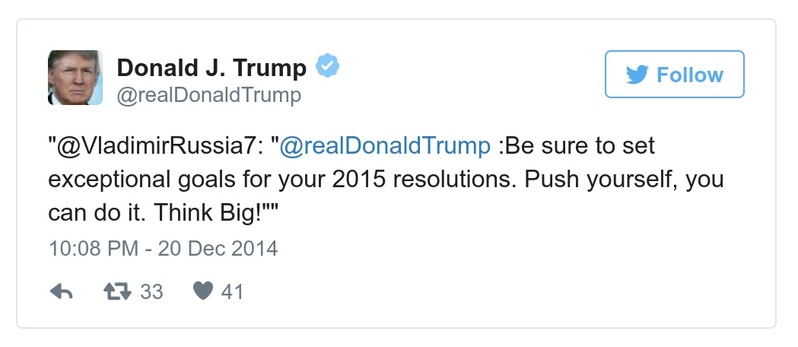 Donald J. Trump
@realDonaldTrump
Follow
"@VladimirRussia7: "@realDonaldTrump :Be sure to set
exceptional goals for your 2015 resolutions. Push yourself, you
can do it. Think Big!""
10:08 PM - 20 Dec 2014
33 41